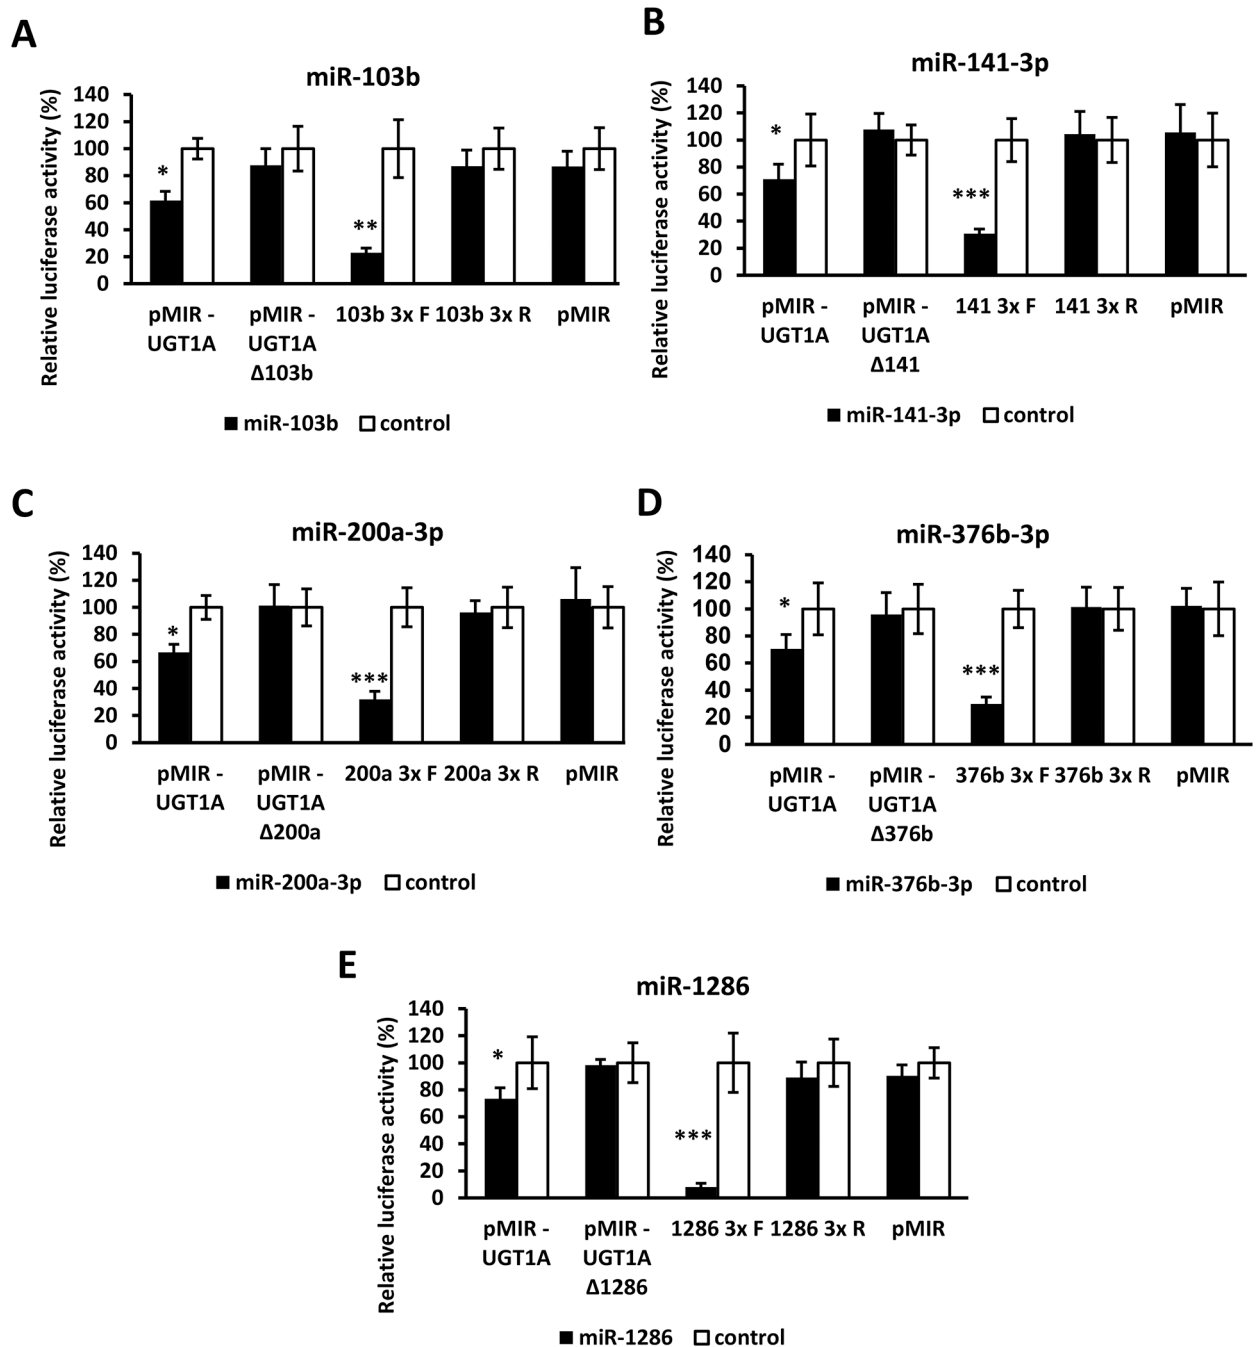 A
miR-103b
Relative luciferase activity (%)
140
120
100
80
60
40
20
0
*
**
pMIR - pMIR - 103b 3x F 103b 3x R pMIR
UGT1A UGT1A
Δ103b
miR-103b control
B
miR-141-3p
Relative luciferase activity (%)
140
120
100
80
60
40
20
0
*
***
pMIR - pMIR - 141 3x F 141 3x R pMIR
UGT1A UGT1A
Δ141
miR-141-3p control
C
miR-200a-3p
Relative luciferase activity (%)
140
120
100
80
60
40
20
0
*
***
pMIR - pMIR - 200a 3x F 200a 3x R pMIR
UGT1A UGT1A
Δ200a
miR-200a-3p control
D
miR-376b-3p
Relative luciferase activity (%)
140
120
100
80
60
40
20
0
*
***
pMIR - pMIR - 376b 3x F 376b 3x R pMIR
UGT1A UGT1A
Δ376b
miR-376b-3p control
E
miR-1286
Relative luciferase activity (%)
140
120
100
80
60
40
20
0
*
***
pMIR - pMIR - 1286 3x F 1286 3x R pMIR
UGT1A UGT1A
Δ1286
miR-1286 control